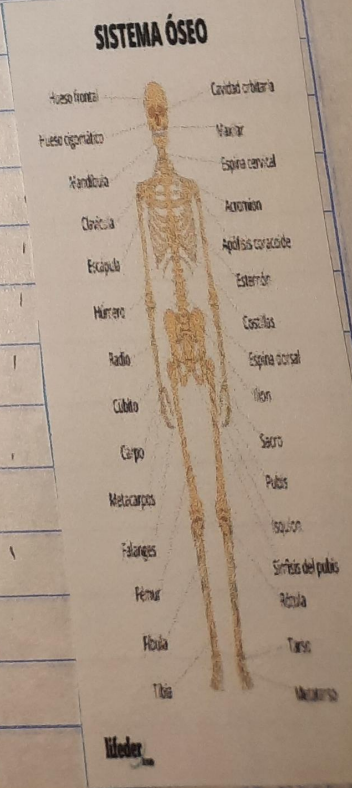 SISTEMA ÓSEO
Hueso frontal
Hueso cigomático
Mandíbula
Clavícula
Escápula
Húmero
Radio
Cúbito
Carpo
Metacarpos
Falanges
Fémur
Fíbula
Tibia
Cavidad orbitaria
Maxilar
Espina cervical
Acromion
Apófisis coracoide
Esternón
Costillas
Espina dorsal
Ilion
Sacro
Pubis
Isquion
Sínfisis del pubis
Rótula
Tarso
Metatarso
lifeder